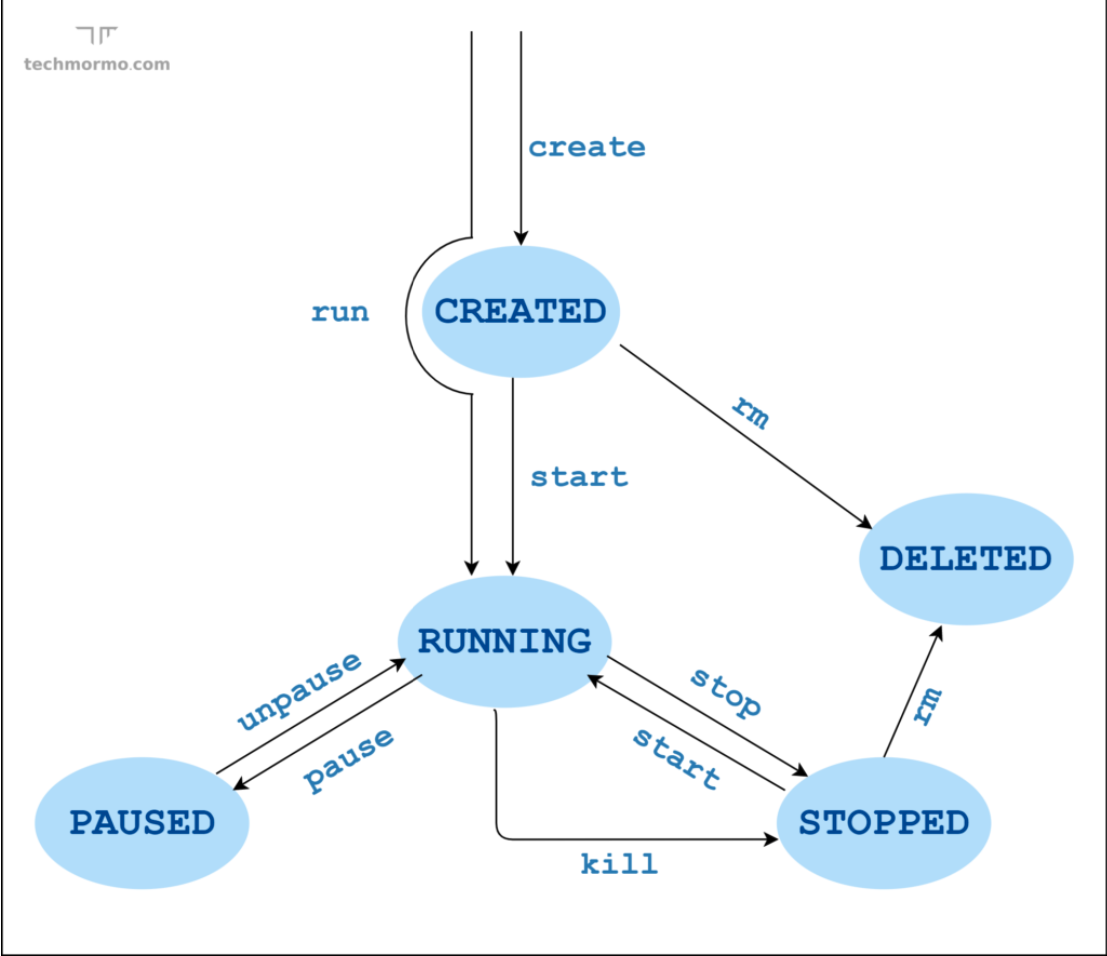 techmormo.com
create
run
CREATED
rm
start
DELETED
RUNNING
unpause
stop
pause
start
rm
PAUSED
STOPPED
kill